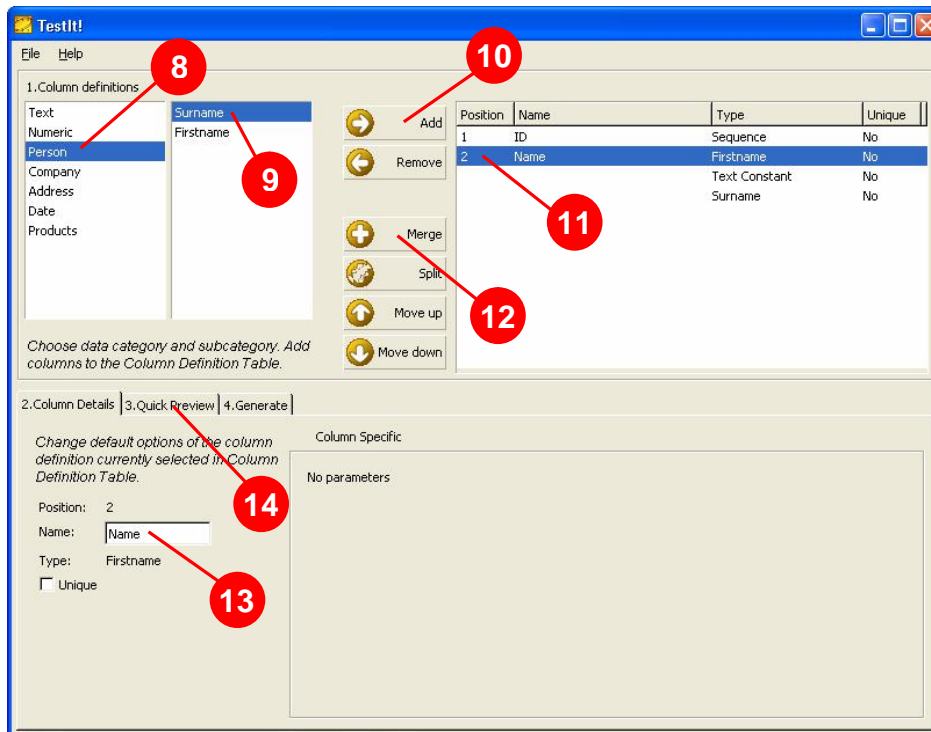 TestIt!
File Help
8
10
1.Column definitions
Text
Numeric
Person
Company
Address
Date
Products
Surname
Firstname
9
Add
Remove
Merge
Split
Move up
Move down
12
Position Name Type Unique
1 ID Sequence No
2 Name Firstname No
Text Constant No
Surname No
11
Choose data category and subcategory. Add
columns to the Column Definition Table.
2.Column Details 3.Quick Preview 4.Generate
Change default options of the column
definition currently selected in Column
Definition Table.
14
Position: 2
Name: Name
Type: Firstname
Unique
13
Column Specific
No parameters